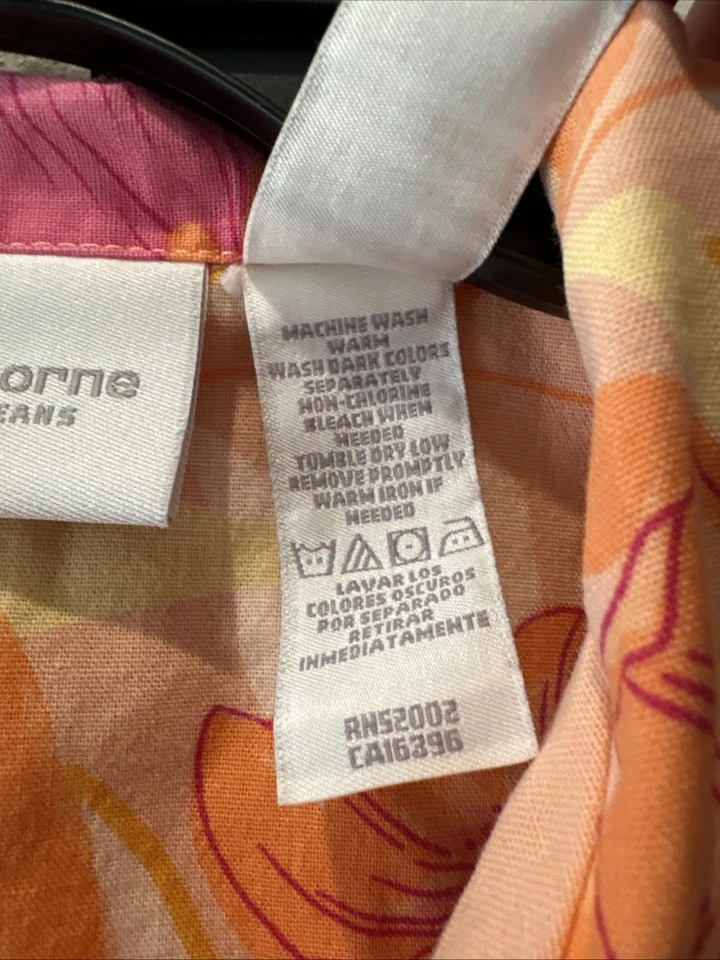 orne
EANS
MACHINE WASH
WARM
WASH DARK COLORS
SEPARATELY
NON-CHLORINE
BLEACH WHEN
NEEDED
TUMBLE DRY LOW
REMOVE PROMPTLY
WARM IRON IF
NEEDED
LAVAR LOS
COLORES OSCUROS
POR SEPARADO
RETIRAR
INMEDIATAMENTE
RN52002
CA16396